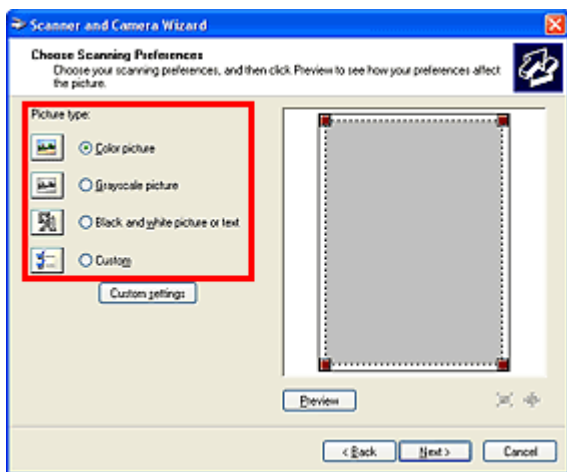 Scanner and Camera Wizard
Choose Scanning Preferences
Choose your scanning preferences, and then click Preview to see how your preferences affect
the picture.
Picture type:
Color picture
Grayscale picture
Black and white picture or text
Custom
Custom settings
Preview
< Back
Next >
Cancel